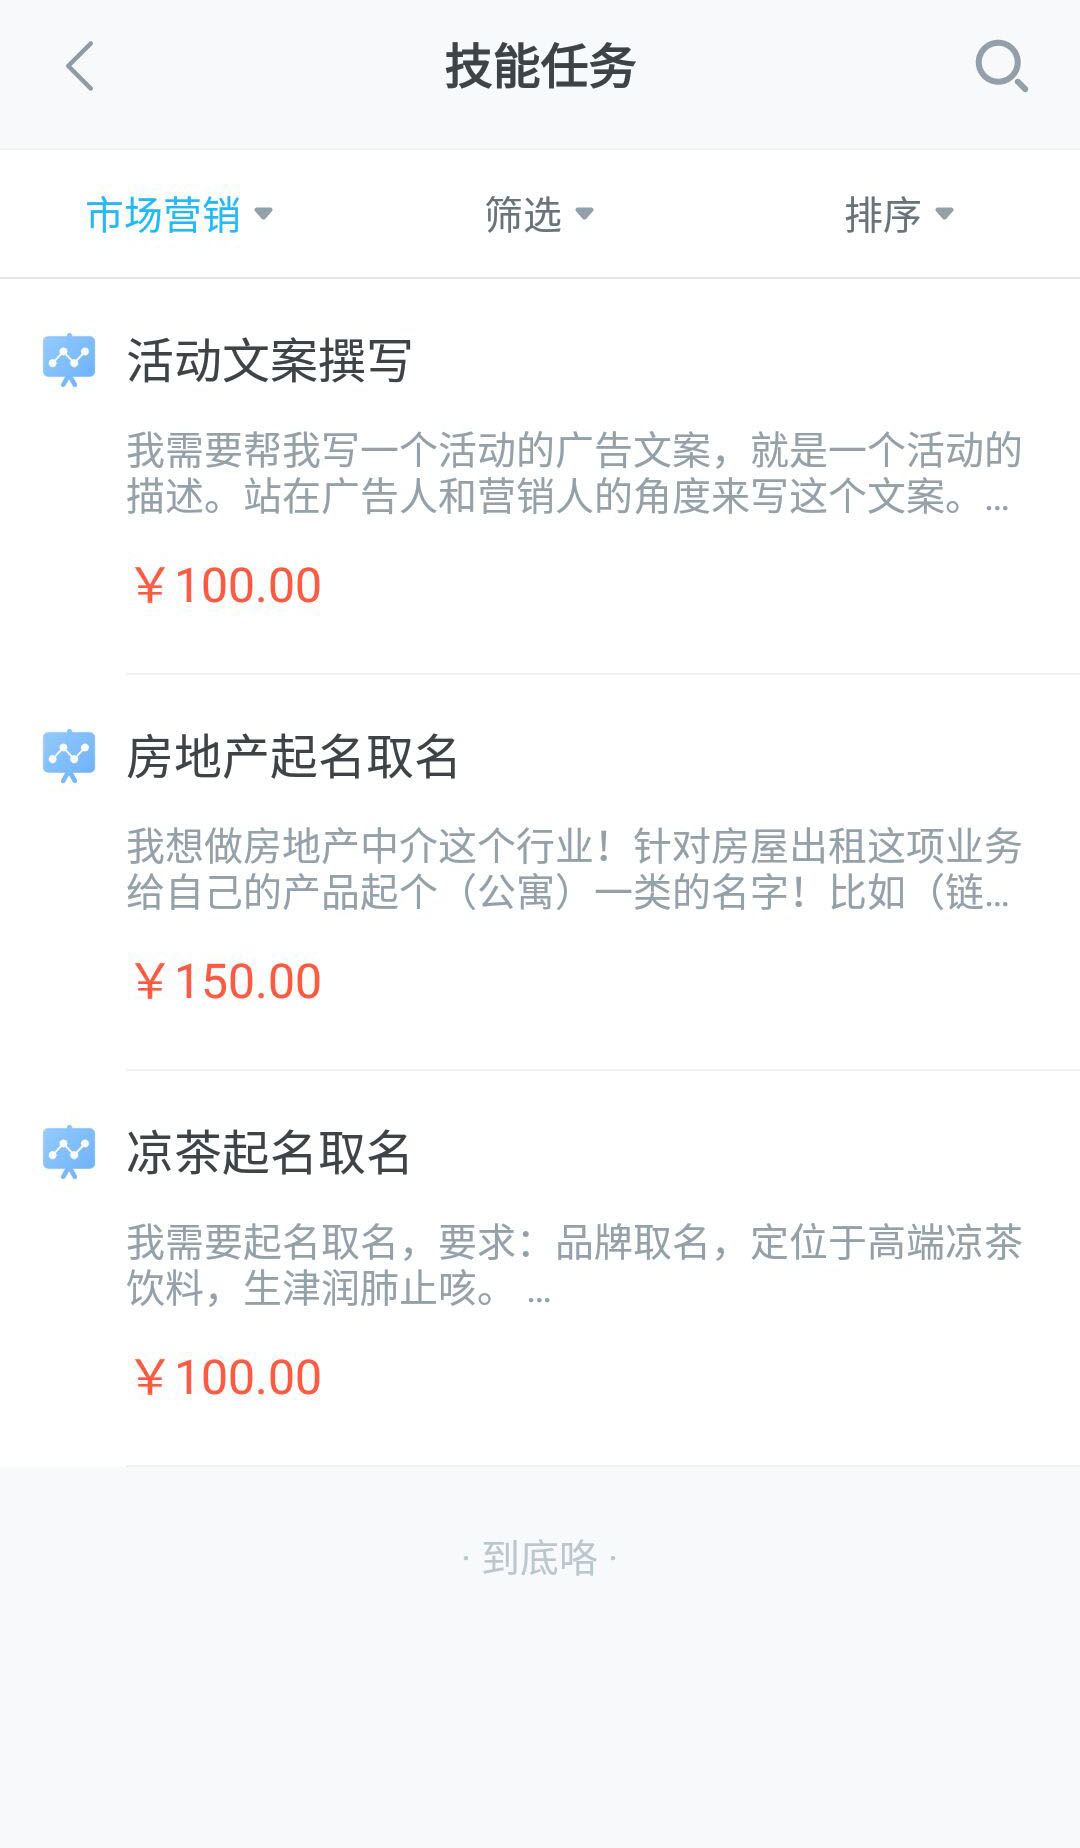 技能任务
市场营销
筛选
排序
活动文案撰写
我需要帮我写一个活动的广告文案，就是一个活动的
描述。站在广告人和营销人的角度来写这个文案。...
￥100.00
房地产起名取名
我想做房地产中介这个行业！针对房屋出租这项业务
给自己的产品起个（公寓）一类的名字！比如（链...
￥150.00
凉茶起名取名
我需要起名取名，要求：品牌取名，定位于高端凉茶
饮料，生津润肺止咳。 ...
￥100.00
· 到底咯 ·